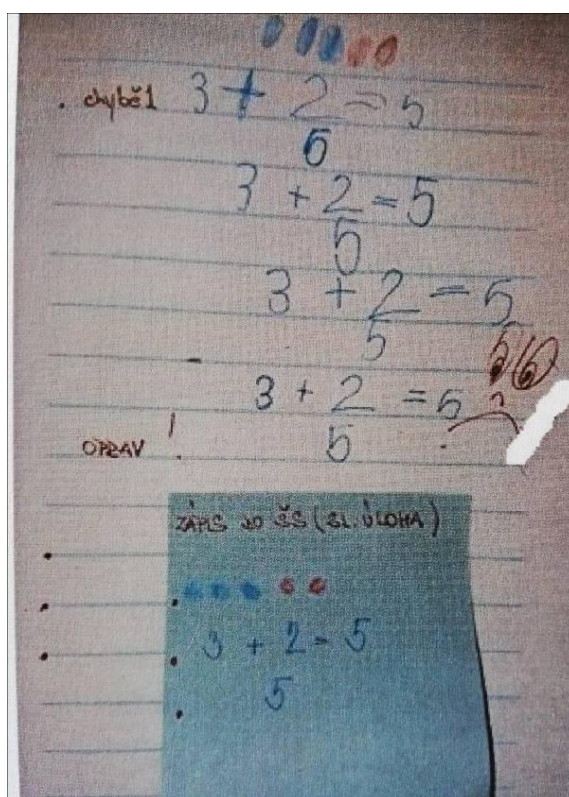 . chybě1 3 + 2 = 5
5
3 + 2 = 5
5
3 + 2 = 5
5
- 3 + 2 = 5 ?
5
OPRAV !
ZÁPIS DO ŠS (SL. ÚLOHA)
3 + 2 = 5
5